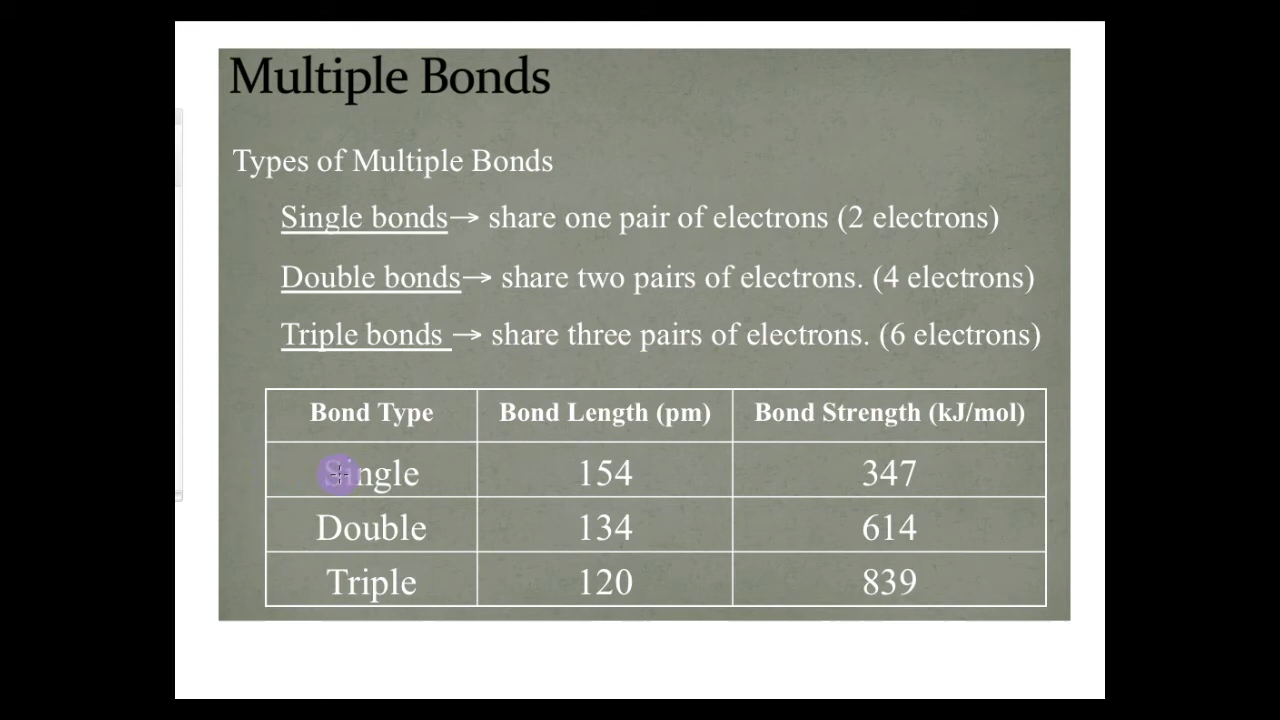 Multiple Bonds
Types of Multiple Bonds
Single bonds→ share one pair of electrons (2 electrons)
Double bonds→ share two pairs of electrons. (4 electrons)
Triple bonds → share three pairs of electrons. (6 electrons)
Bond Type Bond Length (pm) Bond Strength (kJ/mol)
Single 154 347
Double 134 614
Triple 120 839